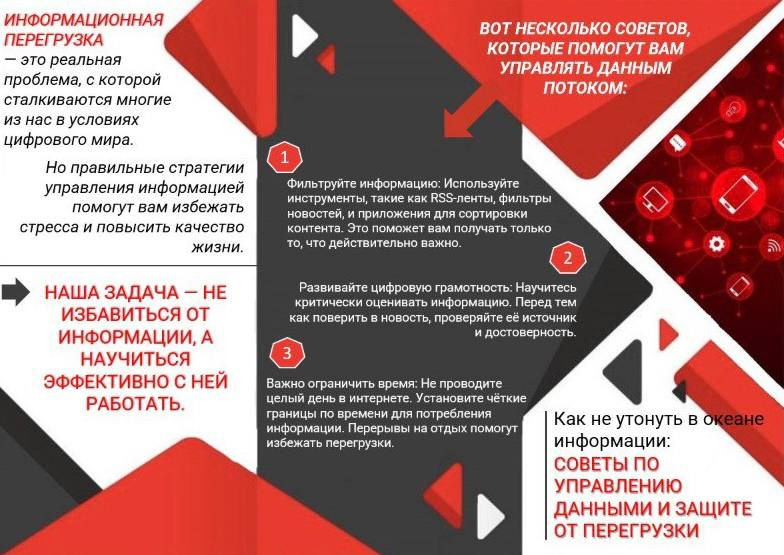 ИНФОРМАЦИОННАЯ
ПЕРЕГРУЗКА
— это реальная
проблема, с которой
сталкиваются многие
из нас в условиях
цифрового мира.
Но правильные стратегии
управления информацией
помогут вам избежать
стресса и повысить качество
жизни.
НАША ЗАДАЧА — НЕ
ИЗБАВИТЬСЯ ОТ
ИНФОРМАЦИИ, А
НАУЧИТЬСЯ
ЭФФЕКТИВНО С НЕЙ
РАБОТАТЬ.
ВОТ НЕСКОЛЬКО СОВЕТОВ,
КОТОРЫЕ ПОМОГУТ ВАМ
УПРАВЛЯТЬ ДАННЫМ
ПОТОКОМ:
1
Фильтруйте информацию: Используйте
инструменты, такие как RSS-ленты, фильтры
новостей, и приложения для сортировки
контента. Это поможет вам получать только
то, что действительно важно.
2
Развивайте цифровую грамотность: Научитесь
критически оценивать информацию. Перед тем
как поверить в новость, проверяйте её источник
и достоверность.
3
Важно ограничить время: Не проводите
целый день в интернете. Установите чёткие
границы по времени для потребления
информации. Перерывы на отдых помогут
избежать перегрузки.
Как не утонуть в океане
информации:
СОВЕТЫ ПО
УПРАВЛЕНИЮ
ДАННЫМИ И ЗАЩИТЕ
ОТ ПЕРЕГРУЗКИ